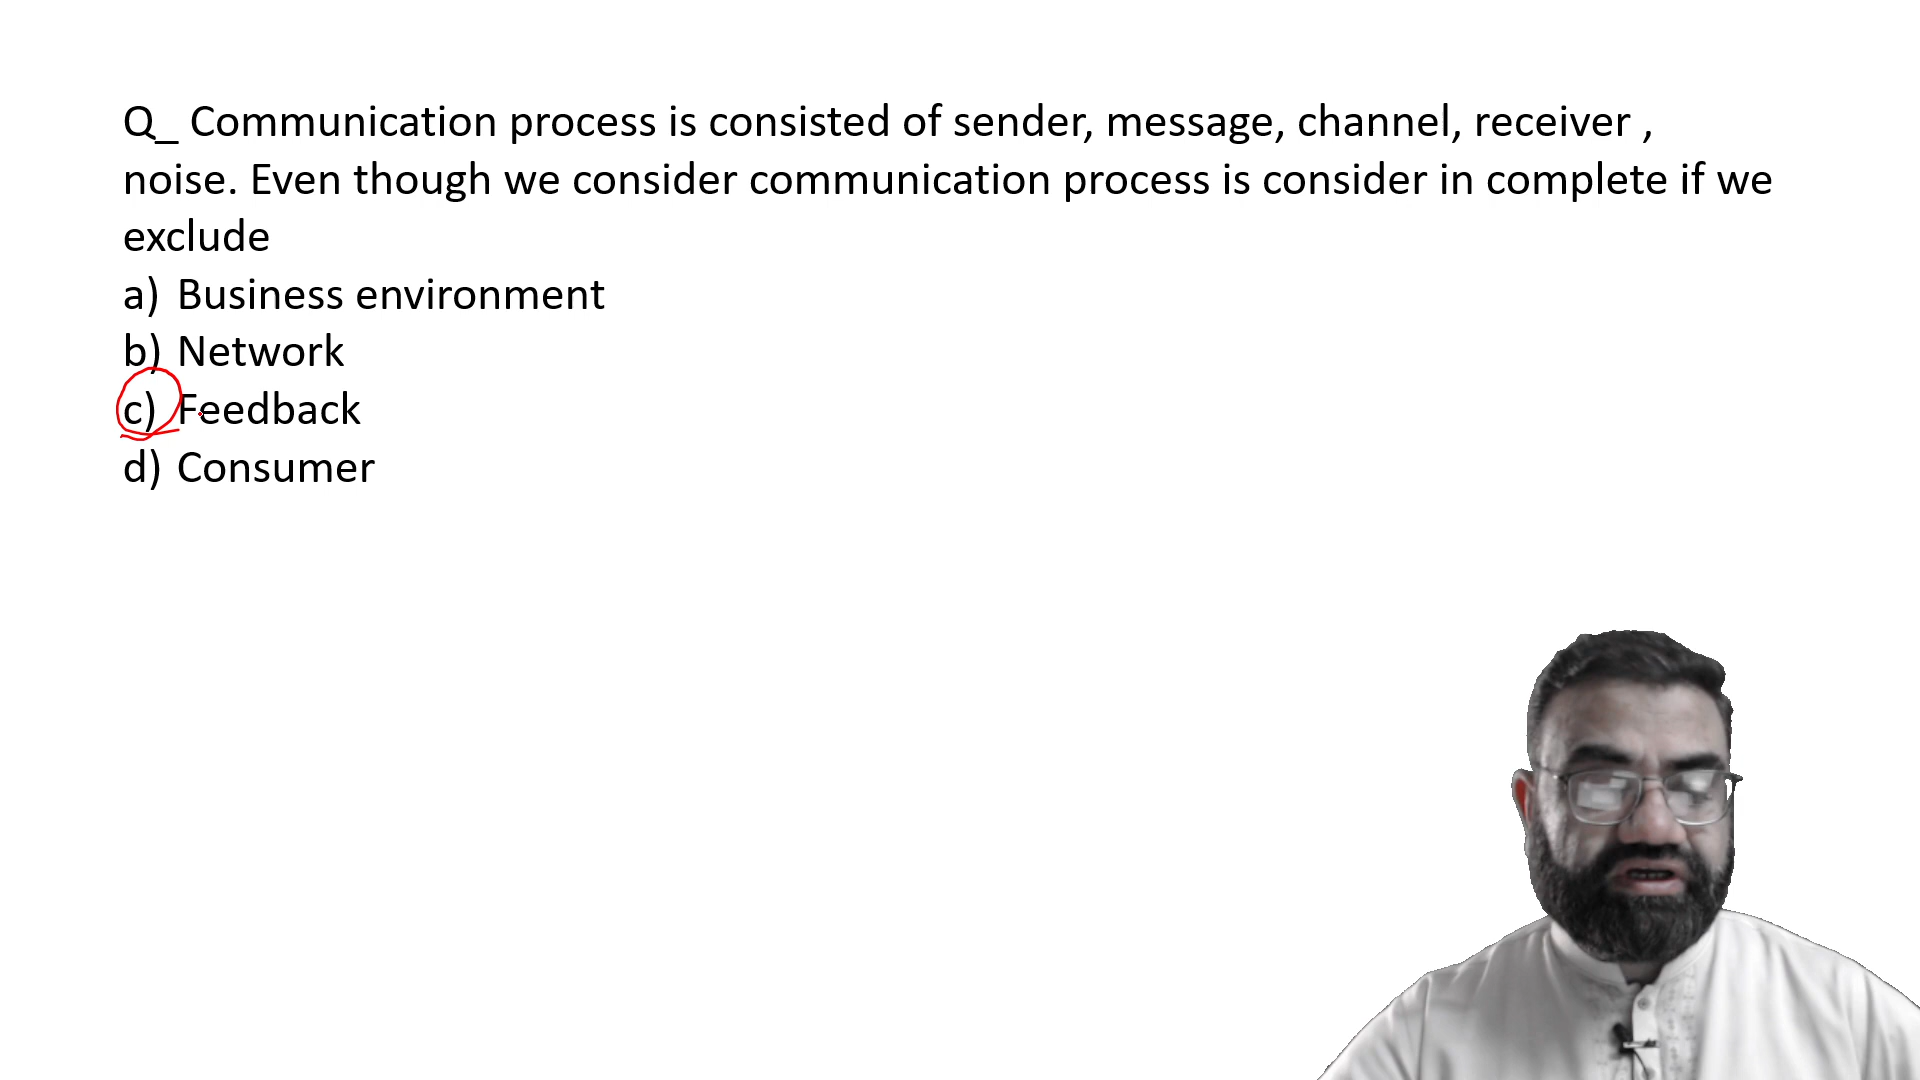 Q_ Communication process is consisted of sender, message, channel, receiver ,
noise. Even though we consider communication process is consider in complete if we
exclude
a) Business environment
b) Network
c) Feedback
d) Consumer